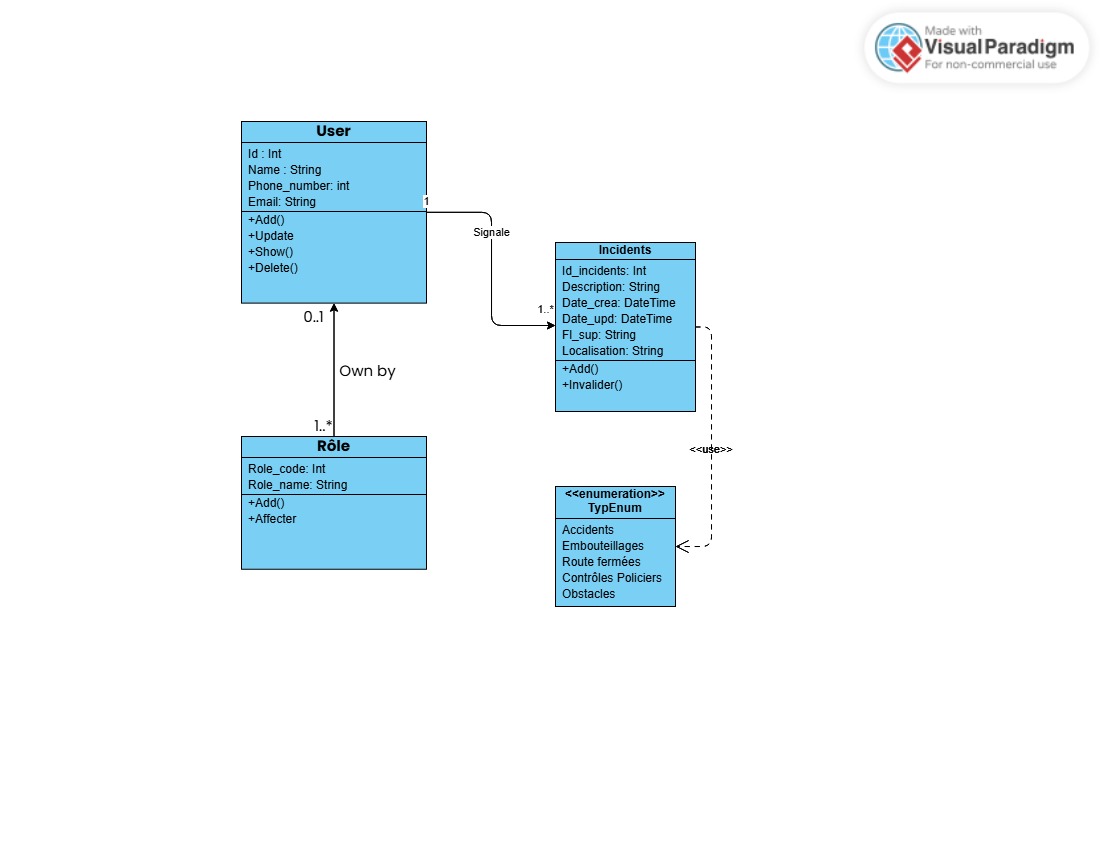 Made with
Visual Paradigm
For non-commercial use
User
Id : Int
Name : String
Phone_number: int
Email: String
+Add()
+Update
+Show()
+Delete()
1
Signale
1..*
Incidents
Id_incidents: Int
Description: String
Date_crea: DateTime
Date_upd: DateTime
Fl_sup: String
Localisation: String
+Add()
+Invalider()
0..1
Own by
1..*
Rôle
Role_code: Int
Role_name: String
+Add()
+Affecter
<<use>>
<<enumeration>>
TypEnum
Accidents
Embouteillages
Route fermées
Contrôles Policiers
Obstacles